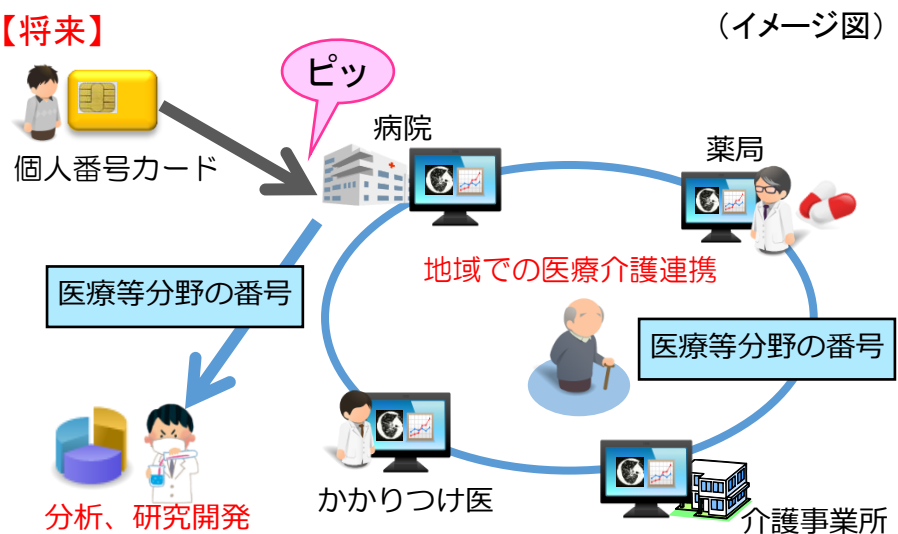 【将来】
（イメージ図）
ピッ
病院
薬局
個人番号カード
地域での医療介護連携
医療等分野の番号
医療等分野の番号
かかりつけ医
分析、研究開発
介護事業所